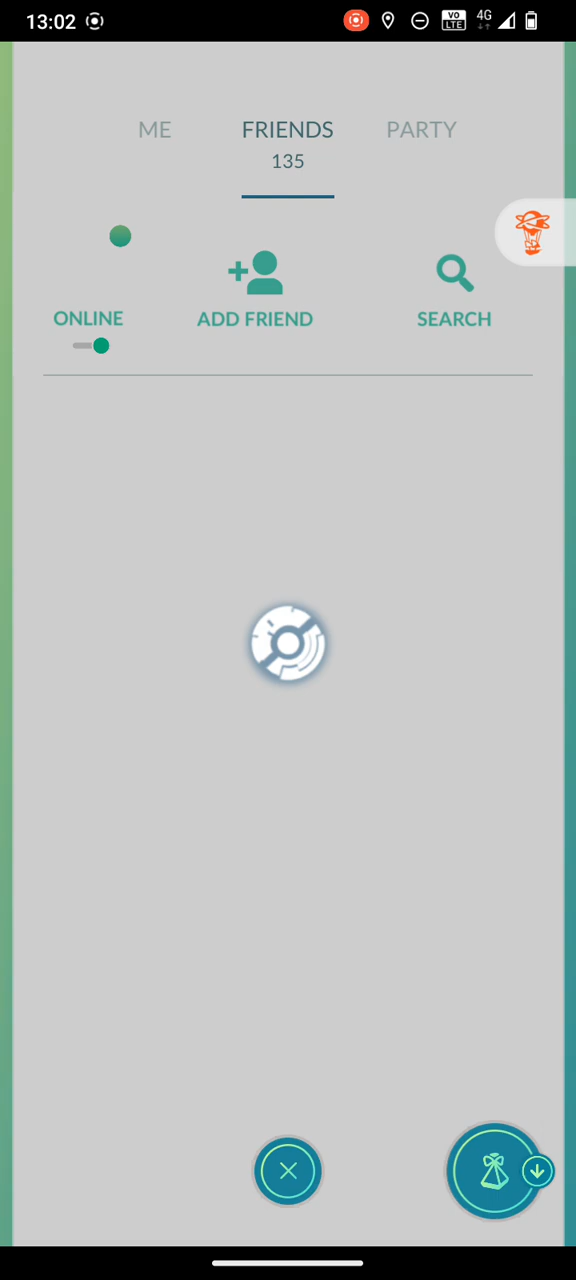 13:02
VO
LTE
4G
ME
FRIENDS
PARTY
135
ONLINE
ADD FRIEND
SEARCH